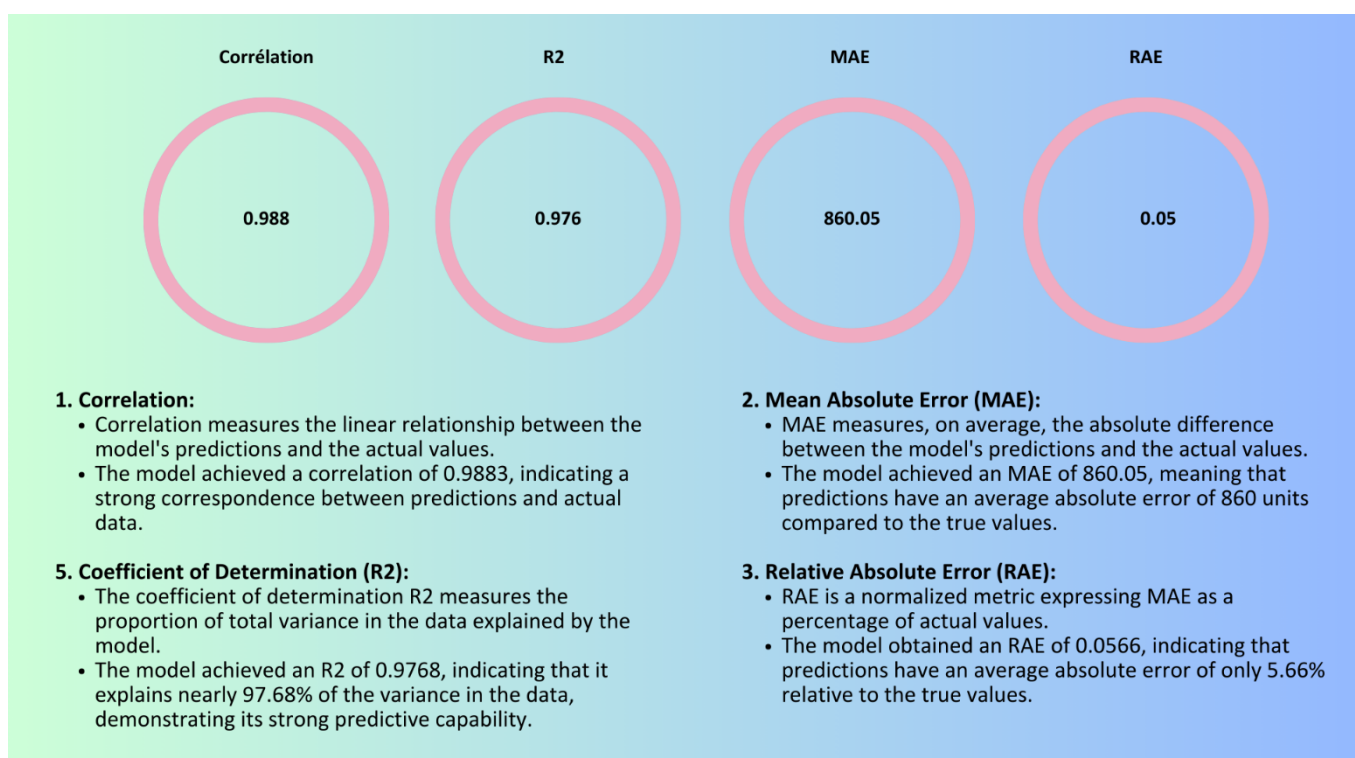 Corrélation
R2
MAE
RAE
0.988
0.976
860.05
0.05
1. Correlation:
• Correlation measures the linear relationship between the
model's predictions and the actual values.
• The model achieved a correlation of 0.9883, indicating a
strong correspondence between predictions and actual
data.
5. Coefficient of Determination (R2):
• The coefficient of determination R2 measures the
proportion of total variance in the data explained by the
model.
• The model achieved an R2 of 0.9768, indicating that it
explains nearly 97.68% of the variance in the data,
demonstrating its strong predictive capability.
2. Mean Absolute Error (MAE):
• MAE measures, on average, the absolute difference
between the model's predictions and the actual values.
• The model achieved an MAE of 860.05, meaning that
predictions have an average absolute error of 860 units
compared to the true values.
3. Relative Absolute Error (RAE):
• RAE is a normalized metric expressing MAE as a
percentage of actual values.
• The model obtained an RAE of 0.0566, indicating that
predictions have an average absolute error of only 5.66%
relative to the true values.